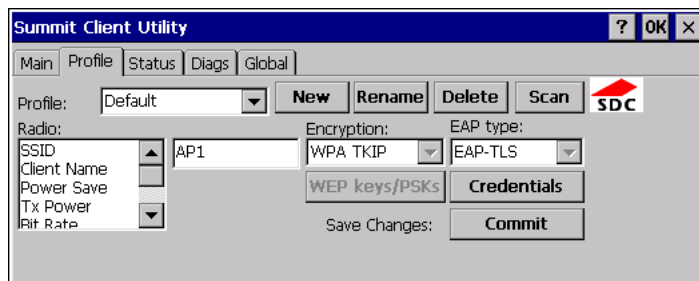 Summit Client Utility ? OK ×
Main Profile Status Diags Global
Profile: Default New Rename Delete Scan SDC
Radio: Encryption: EAP type:
SSID AP1 WPA TKIP EAP-TLS
Client Name
Power Save WEP keys/PSKs Credentials
Tx Power
Bit Rate Save Changes: Commit